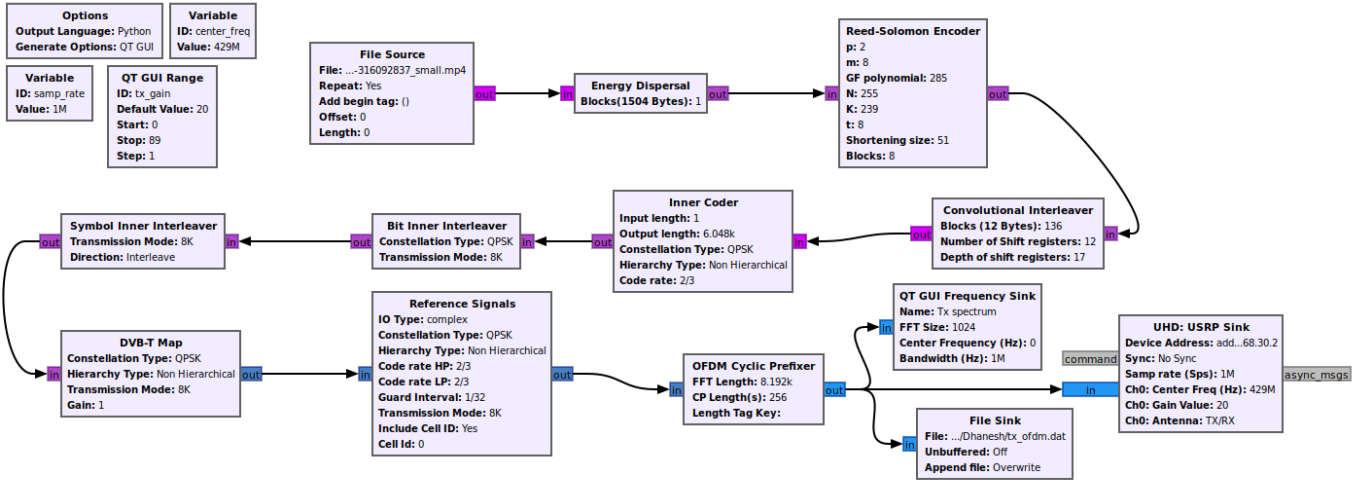 Options
Output Language: Python
Generate Options: QT GUI
Variable
ID: center_freq
Value: 429M
Variable
ID: samp_rate
Value: 1M
QT GUI Range
ID: tx_gain
Default Value: 20
Start: 0
Stop: 89
Step: 1
File Source
File: ...-316092837_small.mp4
Repeat: Yes
Add begin tag: ()
Offset: 0
Length: 0
out
in
Energy Dispersal
Blocks(1504 Bytes): 1
out
in
Reed-Solomon Encoder
p: 2
m: 8
GF polynomial: 285
N: 255
K: 239
t: 8
Shortening size: 51
Blocks: 8
out
out
Symbol Inner Interleaver
Transmission Mode: 8K
Direction: Interleave
in
out
Bit Inner Interleaver
Constellation Type: QPSK
Transmission Mode: 8K
in
out
Inner Coder
Input length: 1
Output length: 6.048k
Constellation Type: QPSK
Hierarchy Type: Non Hierarchical
Code rate: 2/3
in
out
Convolutional Interleaver
Blocks (12 Bytes): 136
Number of Shift registers: 12
Depth of shift registers: 17
in
in
DVB-T Map
Constellation Type: QPSK
Hierarchy Type: Non Hierarchical
Transmission Mode: 8K
Gain: 1
out
in
Reference Signals
IO Type: complex
Constellation Type: QPSK
Hierarchy Type: Non Hierarchical
Code rate HP: 2/3
Code rate LP: 2/3
Guard Interval: 1/32
Transmission Mode: 8K
Include Cell ID: Yes
Cell Id: 0
out
in
OFDM Cyclic Prefixer
FFT Length: 8.192k
CP Length(s): 256
Length Tag Key:
out
in
QT GUI Frequency Sink
Name: Tx spectrum
FFT Size: 1024
Center Frequency (Hz): 0
Bandwidth (Hz): 1M
in
File Sink
File: .../Dhanesh/tx_ofdm.dat
Unbuffered: Off
Append file: Overwrite
command
in
UHD: USRP Sink
Device Address: add...68.30.2
Sync: No Sync
Samp rate (Sps): 1M
Ch0: Center Freq (Hz): 429M
Ch0: Gain Value: 20
Ch0: Antenna: TX/RX
async_msgs